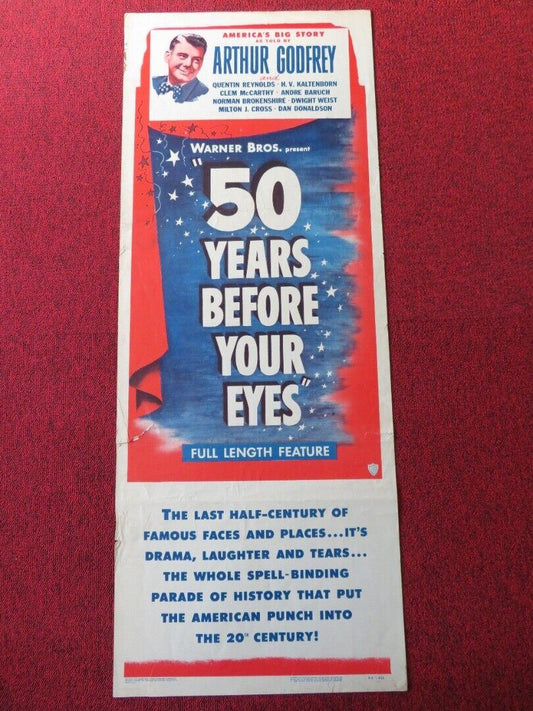 AMERICA'S BIG STORY
AS TOLD BY
ARTHUR GODFREY
and
QUENTIN REYNOLDS · H. V. KALTENBORN
CLEM McCARTHY · ANDRE BARUCH
NORMAN BROKENSHIRE · DWIGHT WEIST
MILTON J. CROSS · DAN DONALDSON
WARNER BROS. present
"50
YEARS
BEFORE
YOUR
EYES"
FULL LENGTH FEATURE
THE LAST HALF-CENTURY OF
FAMOUS FACES AND PLACES...IT'S
DRAMA, LAUGHTER AND TEARS...
THE WHOLE SPELL-BINDING
PARADE OF HISTORY THAT PUT
THE AMERICAN PUNCH INTO
THE 20TH CENTURY!